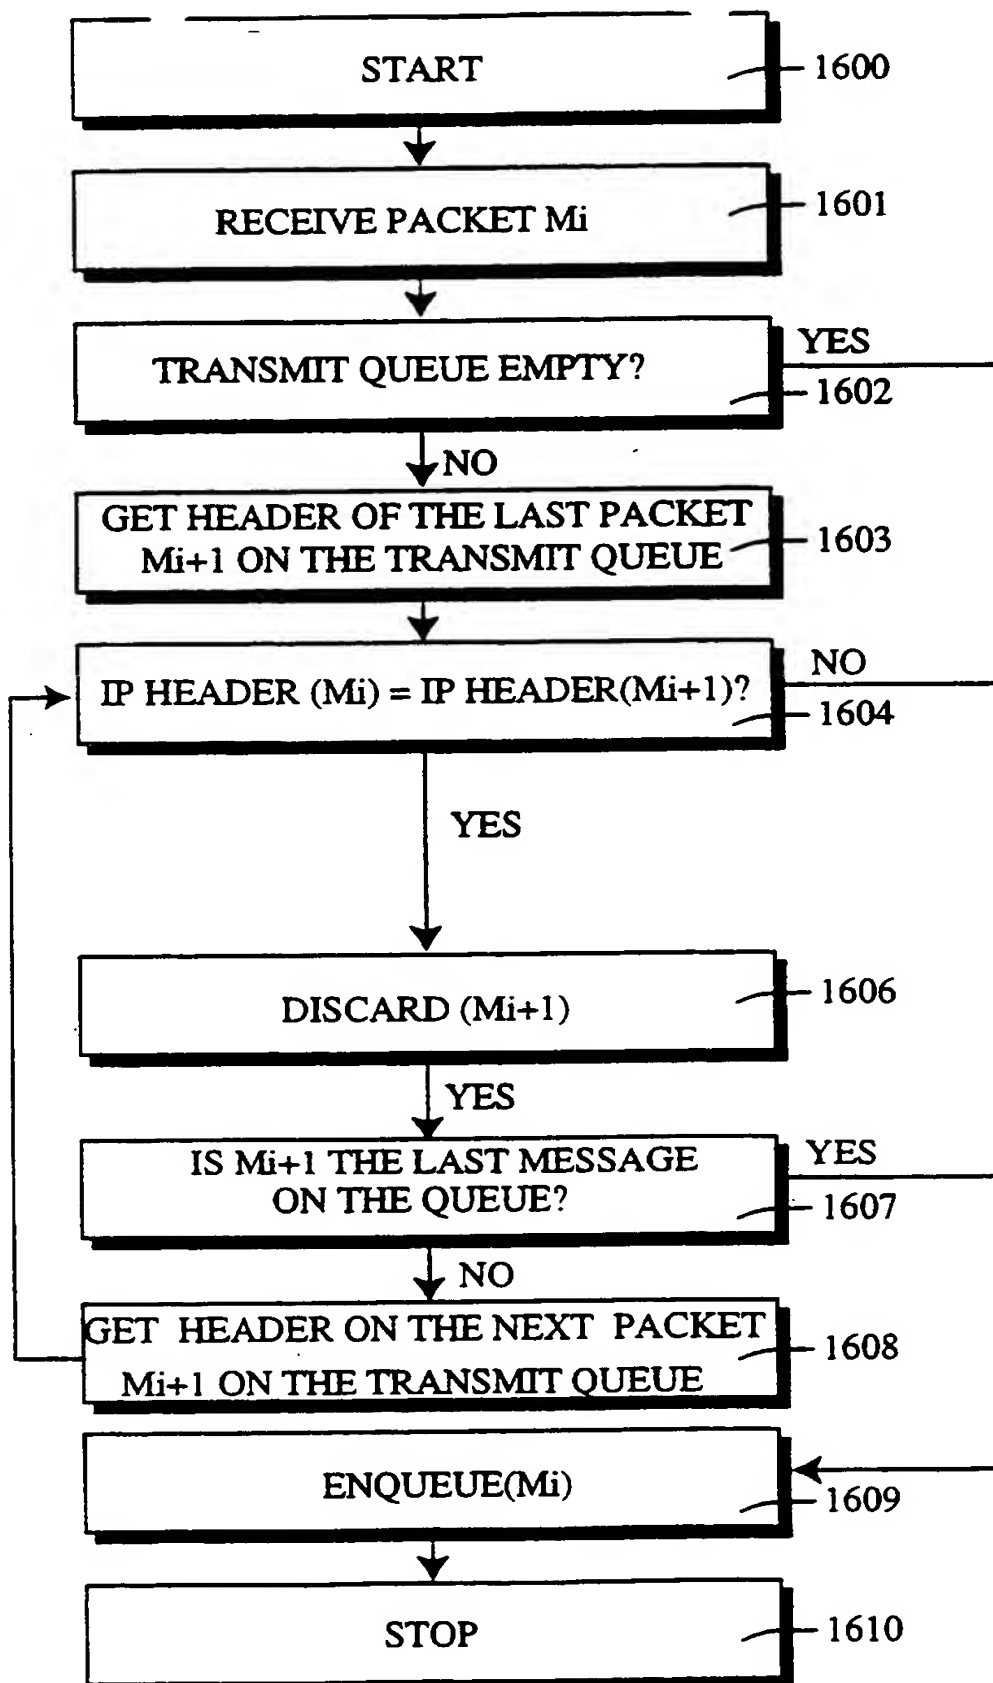 START
1600
RECEIVE PACKET Mi
1601
TRANSMIT QUEUE EMPTY?
YES
1602
NO
GET HEADER OF THE LAST PACKET
Mi+1 ON THE TRANSMIT QUEUE
1603
IP HEADER (Mi) = IP HEADER(Mi+1)?
NO
1604
YES
DISCARD (Mi+1)
1606
YES
IS Mi+1 THE LAST MESSAGE
ON THE QUEUE?
YES
1607
NO
GET HEADER ON THE NEXT PACKET
Mi+1 ON THE TRANSMIT QUEUE
1608
ENQUEUE(Mi)
1609
STOP
1610